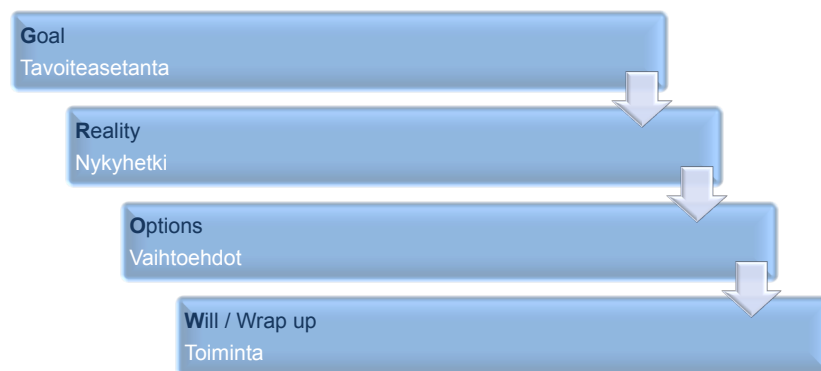 Goal
Tavoiteasetanta
Reality
Nykyhetki
Options
Vaihtoehdot
Will / Wrap up
Toiminta